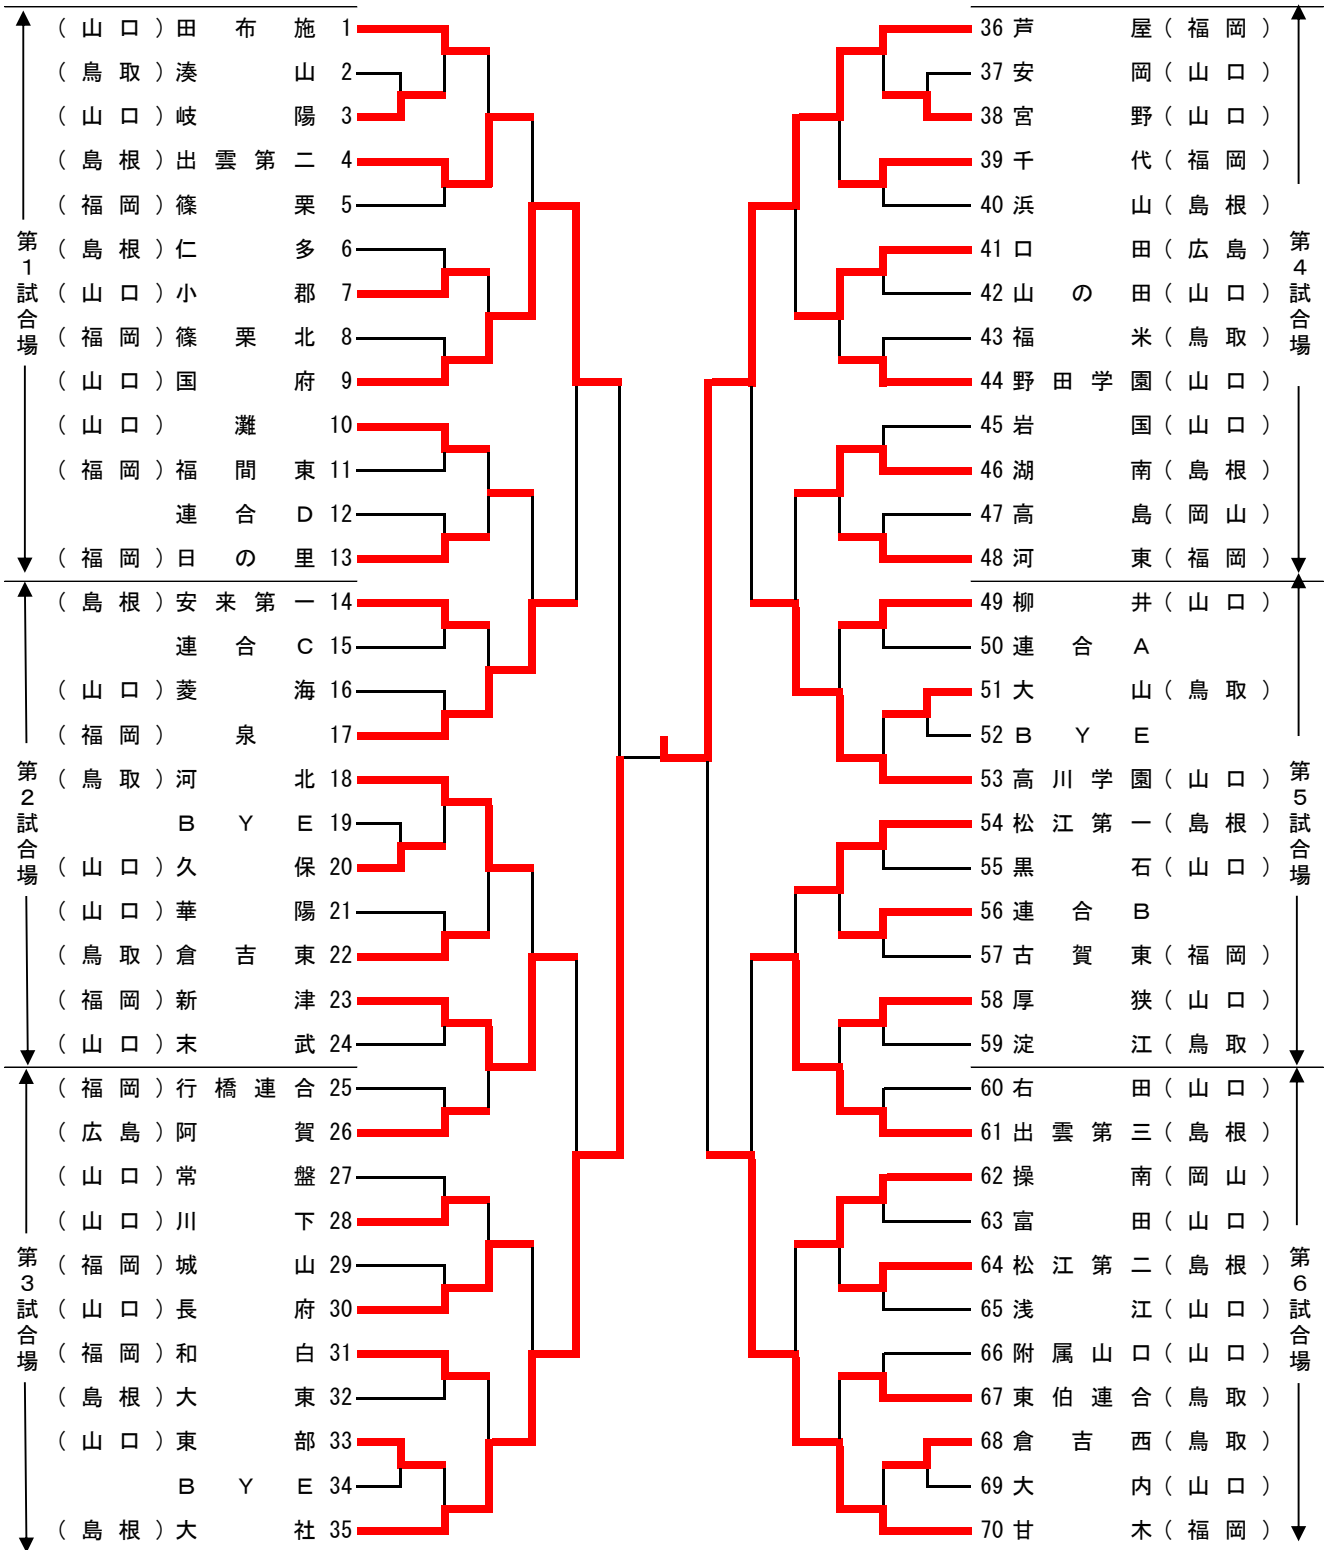 第1試合場
（山口）田布施 1
（鳥取）湊山 2
（山口）岐陽 3
（島根）出雲第二 4
（福岡）篠栗 5
（島根）仁多 6
（山口）小郡 7
（福岡）篠栗北 8
（山口）国府 9
（山口）灘 10
（福岡）福間東 11
連合D 12
（福岡）日の里 13
第2試合場
（島根）安来第一 14
連合C 15
（山口）菱海 16
（福岡）泉 17
（鳥取）河北 18
BYE 19
（山口）久保 20
（山口）華陽 21
（鳥取）倉吉東 22
（福岡）新津 23
（山口）末武 24
第3試合場
（福岡）行橋連合 25
（広島）阿賀 26
（山口）常盤 27
（山口）川下 28
（福岡）城山 29
（山口）長府 30
（福岡）和白 31
（島根）大東 32
（山口）東部 33
BYE 34
（島根）大社 35
第4試合場
36 芦屋（福岡）
37 安岡（山口）
38 宮野（山口）
39 千代（福岡）
40 浜山（島根）
41 口田（広島）
42 山の田（山口）
43 福米（鳥取）
44 野田学園（山口）
45 岩国（山口）
46 湖南（島根）
47 高島（岡山）
48 河東（福岡）
第5試合場
49 柳井（山口）
50 連合A
51 大山（鳥取）
52 BYE
53 高川学園（山口）
54 松江第一（島根）
55 黒石（山口）
56 連合B
57 古賀東（福岡）
58 厚狭（山口）
59 淀江（鳥取）
第6試合場
60 右田（山口）
61 出雲第三（島根）
62 操南（岡山）
63 富田（山口）
64 松江第二（島根）
65 浅江（山口）
66 附属山口（山口）
67 東伯連合（鳥取）
68 倉吉西（鳥取）
69 大内（山口）
70 甘木（福岡）